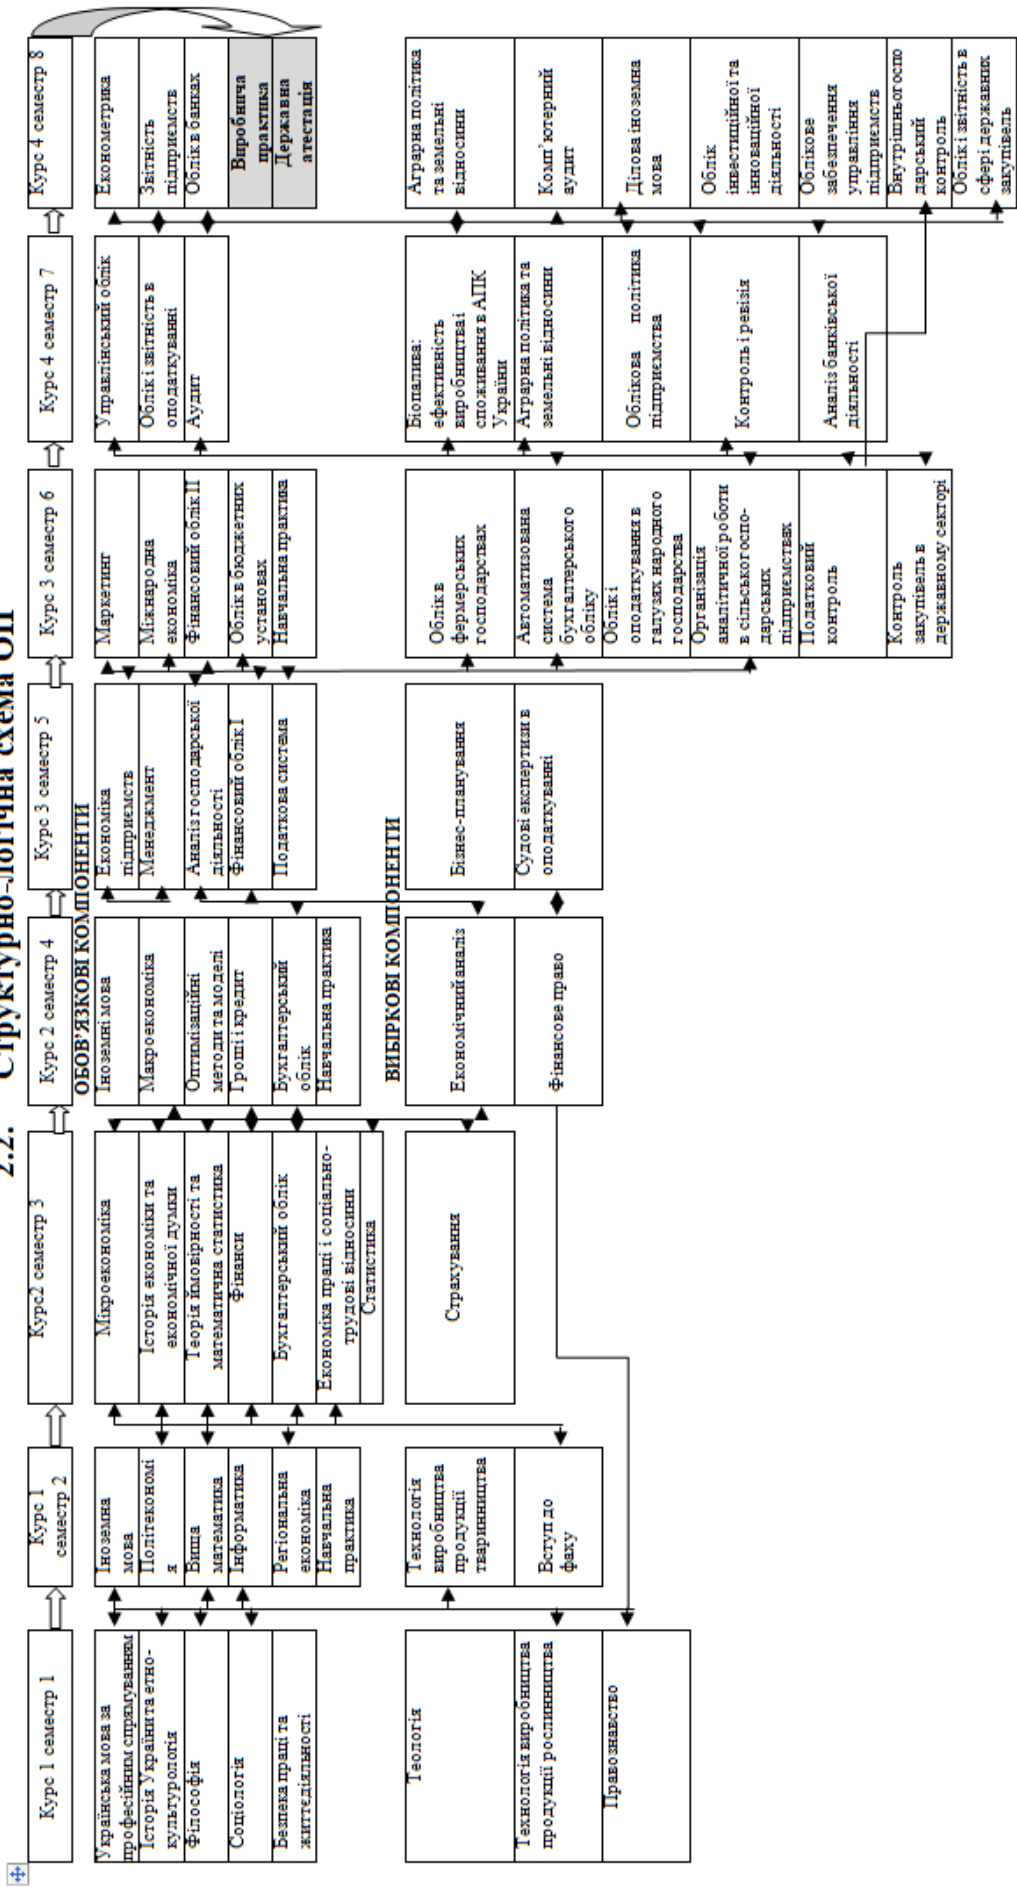 2.2. Структурно-логічна схема ОП
Курс 1 семестр 1
Курс 1
семестр 2
Курс2 семестр 3
Курс 2 семестр 4
Курс 3 семестр 5
Курс 3 семестр 6
Курс 4 семестр 7
Курс 4 семестр 8
ОБОВ’ЯЗКОВІ КОМПОНЕНТИ
Українська мова за
професійним спрямуванням
Історія України та етно-
культурологія
Філософія
Соціологія
Безпека праці та
життєдіяльності
Іноземна
мова
Політекономі
я
Вища
математика
Інформатика
Регіональна
економіка
Навчальна
практика
Мікроекономіка
Історія економіки та
економічної думки
Теорія ймовірності та
математична статистика
Фінанси
Бухгалтерський облік
Економіка праці і соціально-
трудові відносини
Статистика
Іноземні мова
Макроекономіка
Оптимізаційні
методи та моделі
Гроші і кредит
Бухгалтерський
облік
Навчальна практика
Економіка
підприємств
Менеджмент
Аналіз господарської
діяльності
Фінансовий облік І
Податкова система
Маркетинг
Міжнародна
економіка
Фінансовий облік ІІ
Облік в бюджетних
установах
Навчальна практика
Управлінський облік
Облік і звітність в
оподаткуванні
Аудит
Економетрика
Звітність
підприємств
Облік в банках
Виробнича
практика
Державна
атестація
ВИБІРКОВІ КОМПОНЕНТИ
Теологія
Технологія виробництва
продукції рослинництва
Правознавство
Технологія
виробництва
продукції
тваринництва
Вступ до
фаху
Страхування
Економічний аналіз
Фінансове право
Бізнес-планування
Судові експертизи в
оподаткуванні
Облік в
фермерських
господарствах
Автоматизована
система
бухгалтерського
обліку
Облік і
оподаткування в
галузях народного
господарства
Організація
аналітичної роботи
в сільськогоспо-
дарських
підприємствах
Податковий
контроль
Контроль
закупівель в
державному секторі
Біопалива:
ефективність
виробництва і
споживання в АПК
України
Аграрна політика та
земельні відносини
Облікова політика
підприємства
Контроль і ревізія
Аналіз банківської
діяльності
Аграрна політика
та земельні
відносини
Комп’ютерний
аудит
Ділова іноземна
мова
Облік
інвестиційної та
інноваційної
діяльності
Облікове
забезпечення
управління
підприємств
Внутрішньогоспо
дарський
контроль
Облік і звітність в
сфері державних
закупівель